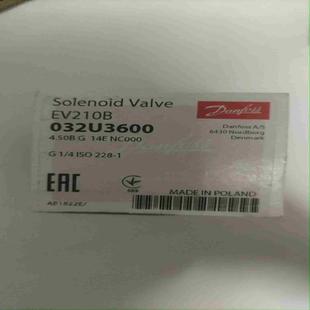 Solenoid Valve
EV210B
032U3600
4.50B G 14E NC000
G 1/4 ISO 228-1
Danfoss
Danfoss A/S
6430 Nordborg
Denmark
EAC
MADE IN POLAND